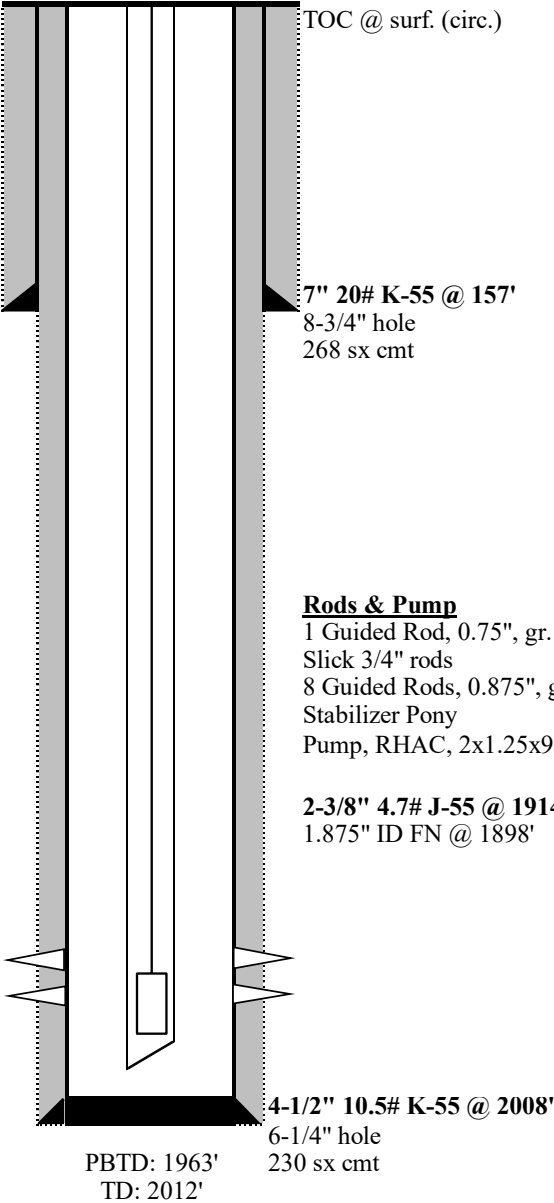 TOC @ surf. (circ.)
7" 20# K-55 @ 157'
8-3/4" hole
268 sx cmt
Rods & Pump
1 Guided Rod, 0.75", gr.
Slick 3/4" rods
8 Guided Rods, 0.875", g
Stabilizer Pony
Pump, RHAC, 2x1.25x9
2-3/8" 4.7# J-55 @ 1914
1.875" ID FN @ 1898'
4-1/2" 10.5# K-55 @ 2008'
6-1/4" hole
230 sx cmt
PBTD: 1963'
TD: 2012'